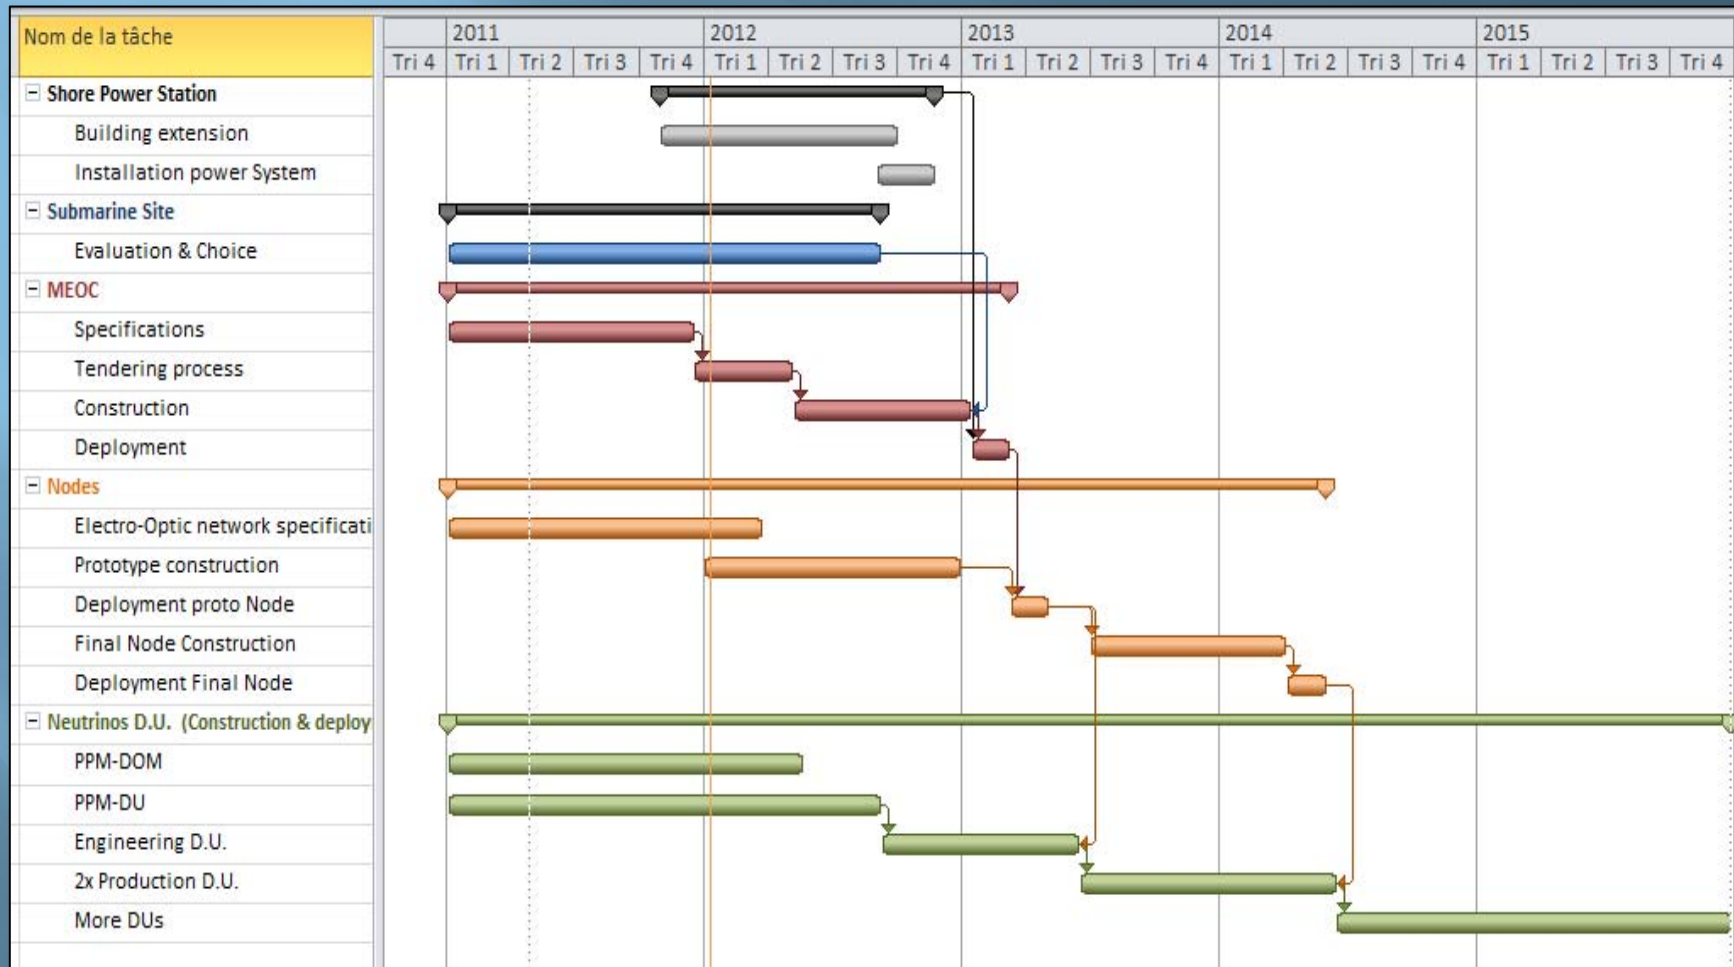 Nom de la tâche
2011 2012 2013 2014 2015
Tri 4 Tri 1 Tri 2 Tri 3 Tri 4 Tri 1 Tri 2 Tri 3 Tri 4 Tri 1 Tri 2 Tri 3 Tri 4 Tri 1 Tri 2 Tri 3 Tri 4 Tri 1 Tri 2 Tri 3 Tri 4
Shore Power Station
Building extension
Installation power System
Submarine Site
Evaluation & Choice
MEOC
Specifications
Tendering process
Construction
Deployment
Nodes
Electro-Optic network specificati
Prototype construction
Deployment proto Node
Final Node Construction
Deployment Final Node
Neutrinos D.U. (Construction & deploy
PPM-DOM
PPM-DU
Engineering D.U.
2x Production D.U.
More DUs